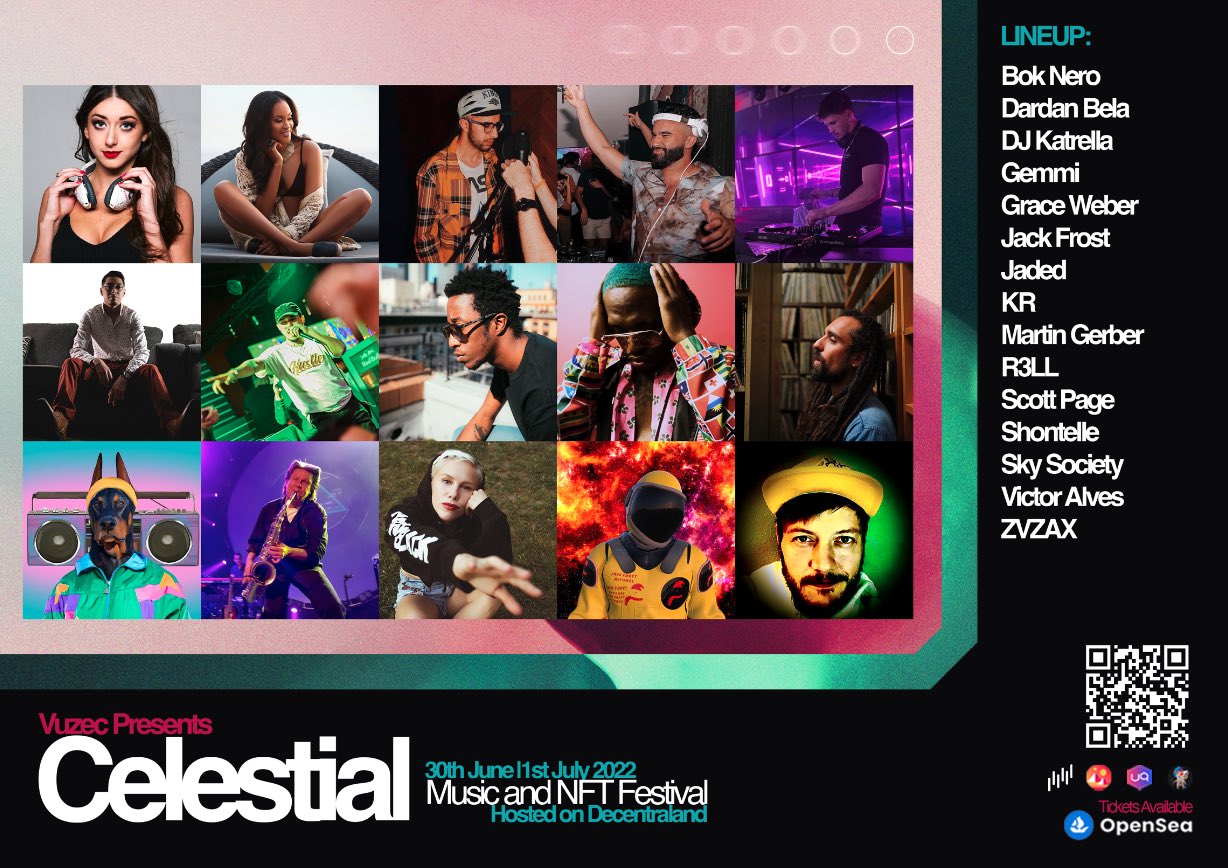 LINEUP:
Bok Nero
Dardan Bela
DJ Katrella
Gemmi
Grace Weber
Jack Frost
Jaded
KR
Martin Gerber
R3LL
Scott Page
Shontelle
Sky Society
Victor Alves
ZVZAX
Hustle
Vuzec Presents
Celestial
30th June|1st July 2022
Music and NFT Festival
Hosted on Decentraland
Tickets Available
OpenSea